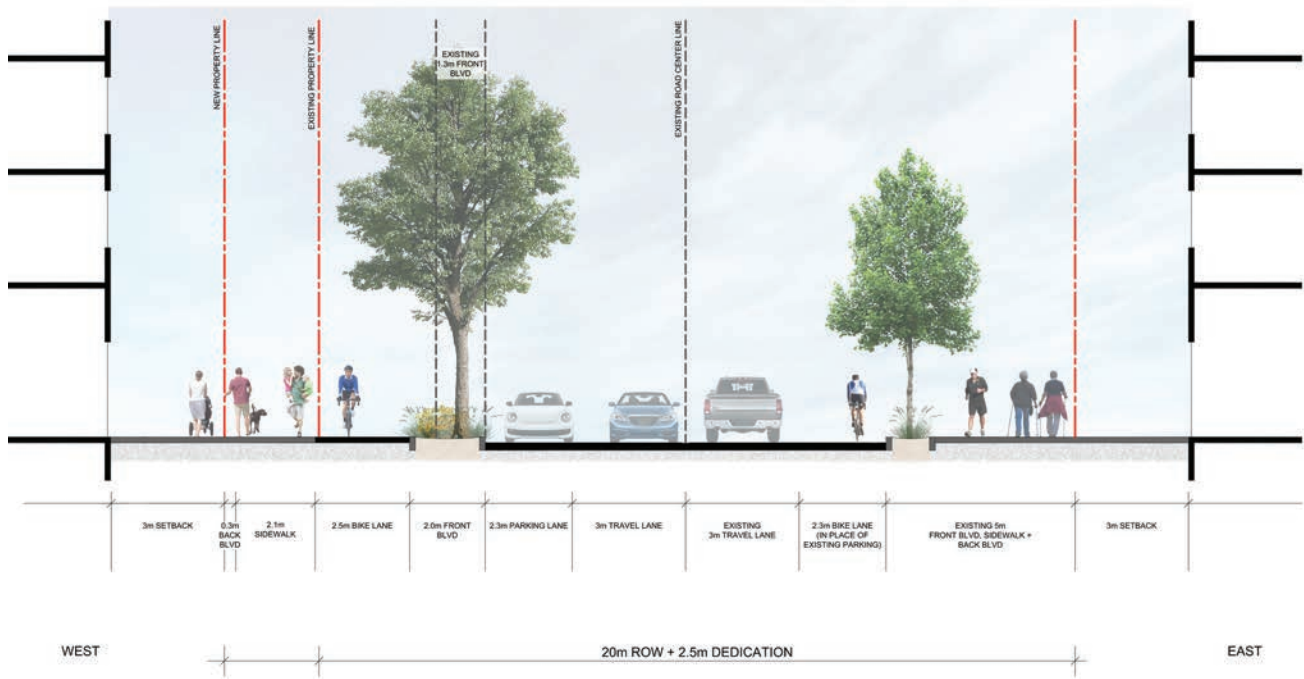 NEW PROPERTY LINE
EXISTING PROPERTY LINE
EXISTING
1.3m FRONT
BLVD
EXISTING ROAD CENTER LINE
3m SETBACK
0.3m
BACK
BLVD
2.1m
SIDEWALK
2.5m BIKE LANE
2.0m FRONT
BLVD
2.3m PARKING LANE
3m TRAVEL LANE
EXISTING
3m TRAVEL LANE
2.3m BIKE LANE
(IN PLACE OF
EXISTING PARKING)
EXISTING 5m
FRONT BLVD, SIDEWALK +
BACK BLVD
3m SETBACK
WEST
20m ROW + 2.5m DEDICATION
EAST